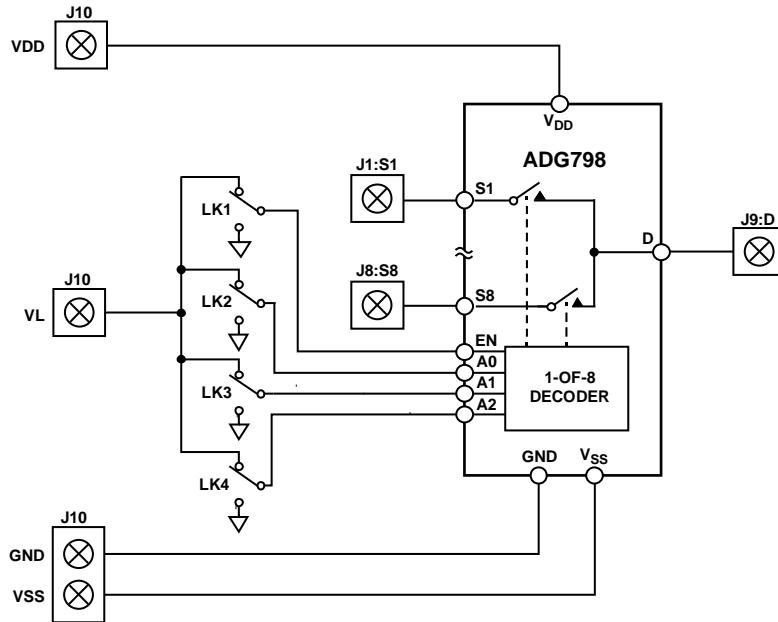 J10
VDD
V_DD
ADG798
J1:S1
S1
LK1
J9:D
D
J8:S8
S8
J10
VL
LK2
EN
A0
LK3
A1
A2
1-OF-8
DECODER
GND
V_SS
LK4
J10
GND
VSS